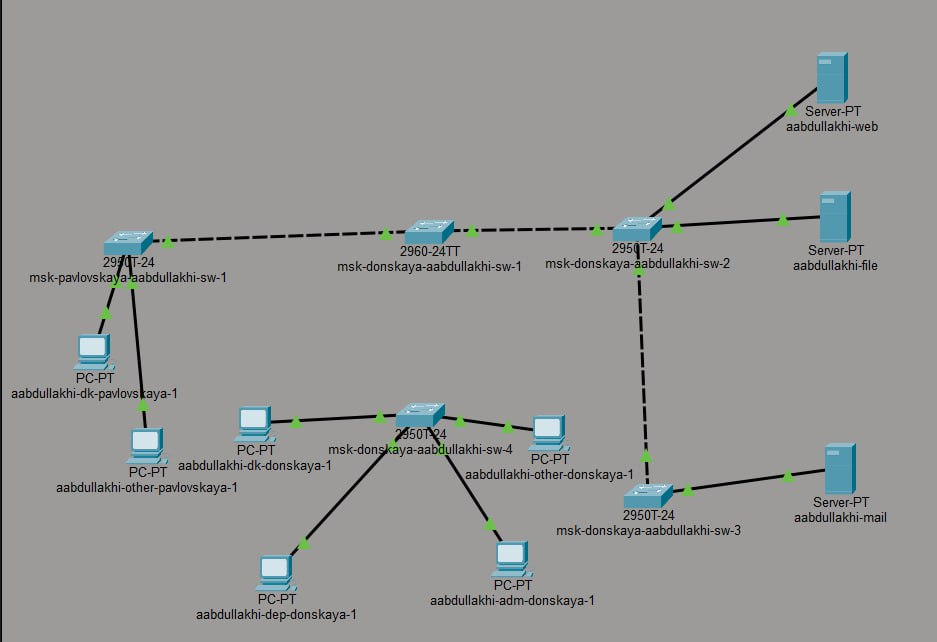 Server-PT
aabdullakhi-web
2950T-24
msk-pavlovskaya-aabdullakhi-sw-1
2960-24TT
msk-donskaya-aabdullakhi-sw-1
2950T-24
msk-donskaya-aabdullakhi-sw-2
Server-PT
aabdullakhi-file
PC-PT
aabdullakhi-dk-pavlovskaya-1
PC-PT
aabdullakhi-other-pavlovskaya-1
PC-PT
aabdullakhi-dk-donskaya-1
2950T-24
msk-donskaya-aabdullakhi-sw-4
PC-PT
aabdullakhi-other-donskaya-1
2950T-24
msk-donskaya-aabdullakhi-sw-3
Server-PT
aabdullakhi-mail
PC-PT
aabdullakhi-dep-donskaya-1
PC-PT
aabdullakhi-adm-donskaya-1